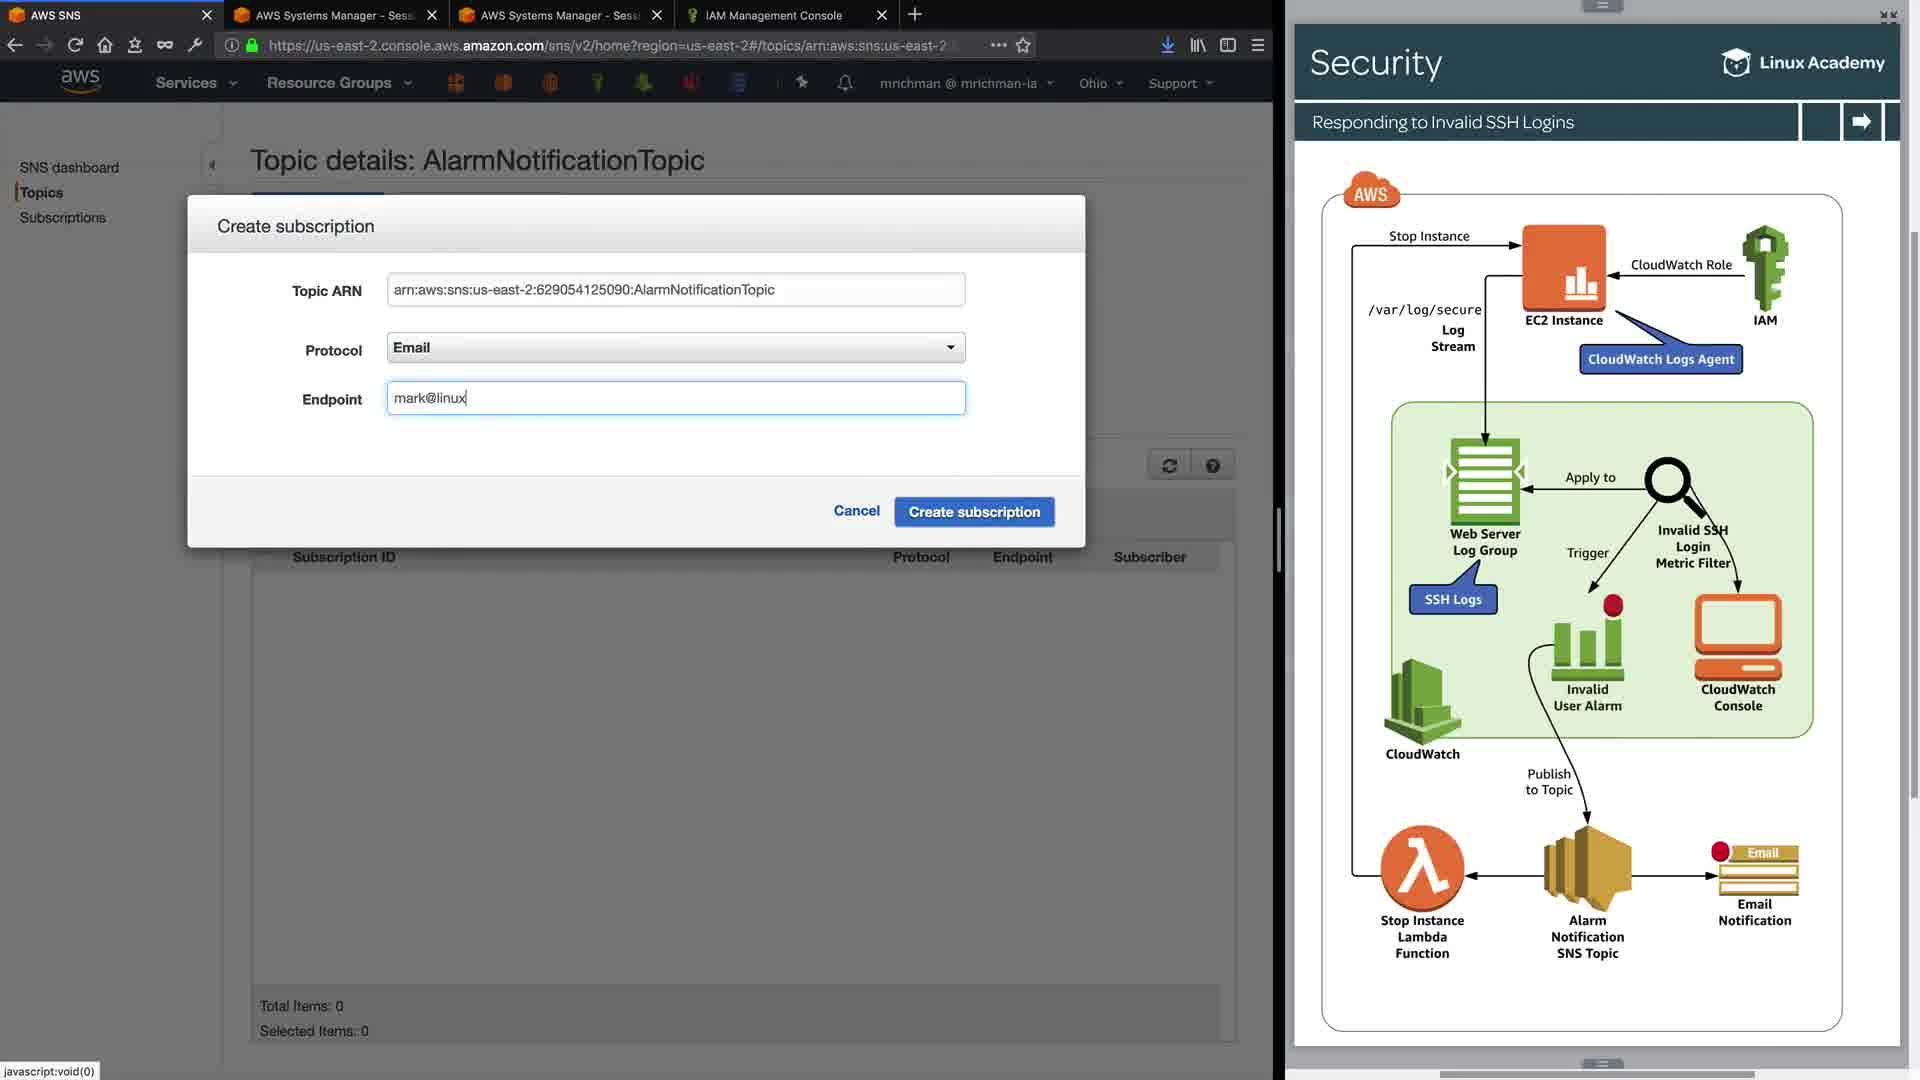 AWS SNS
AWS Systems Manager - Sess
AWS Systems Manager - Sess
IAM Management Console
https://us-east-2.console.aws.amazon.com/sns/v2/home?region=us-east-2#/topics/arn:aws:sns:us-east-2
aws
Services
Resource Groups
mrichman @ mrichman-la
Ohio
Support
SNS dashboard
Topics
Subscriptions
Topic details: AlarmNotificationTopic
Create subscription
Topic ARN
arn:aws:sns:us-east-2:629054125090:AlarmNotificationTopic
Protocol
Email
Endpoint
mark@linux
Cancel
Create subscription
Subscription ID
Protocol
Endpoint
Subscriber
Total Items: 0
Selected Items: 0
javascript:void(0)
Security
Linux Academy
Responding to Invalid SSH Logins
AWS
Stop Instance
CloudWatch Role
/var/log/secure
Log
Stream
EC2 Instance
IAM
CloudWatch Logs Agent
Apply to
Web Server
Log Group
Invalid SSH
Login
Metric Filter
Trigger
SSH Logs
Invalid
User Alarm
CloudWatch
Console
CloudWatch
Publish
to Topic
Email
Stop Instance
Lambda
Function
Alarm
Notification
SNS Topic
Email
Notification